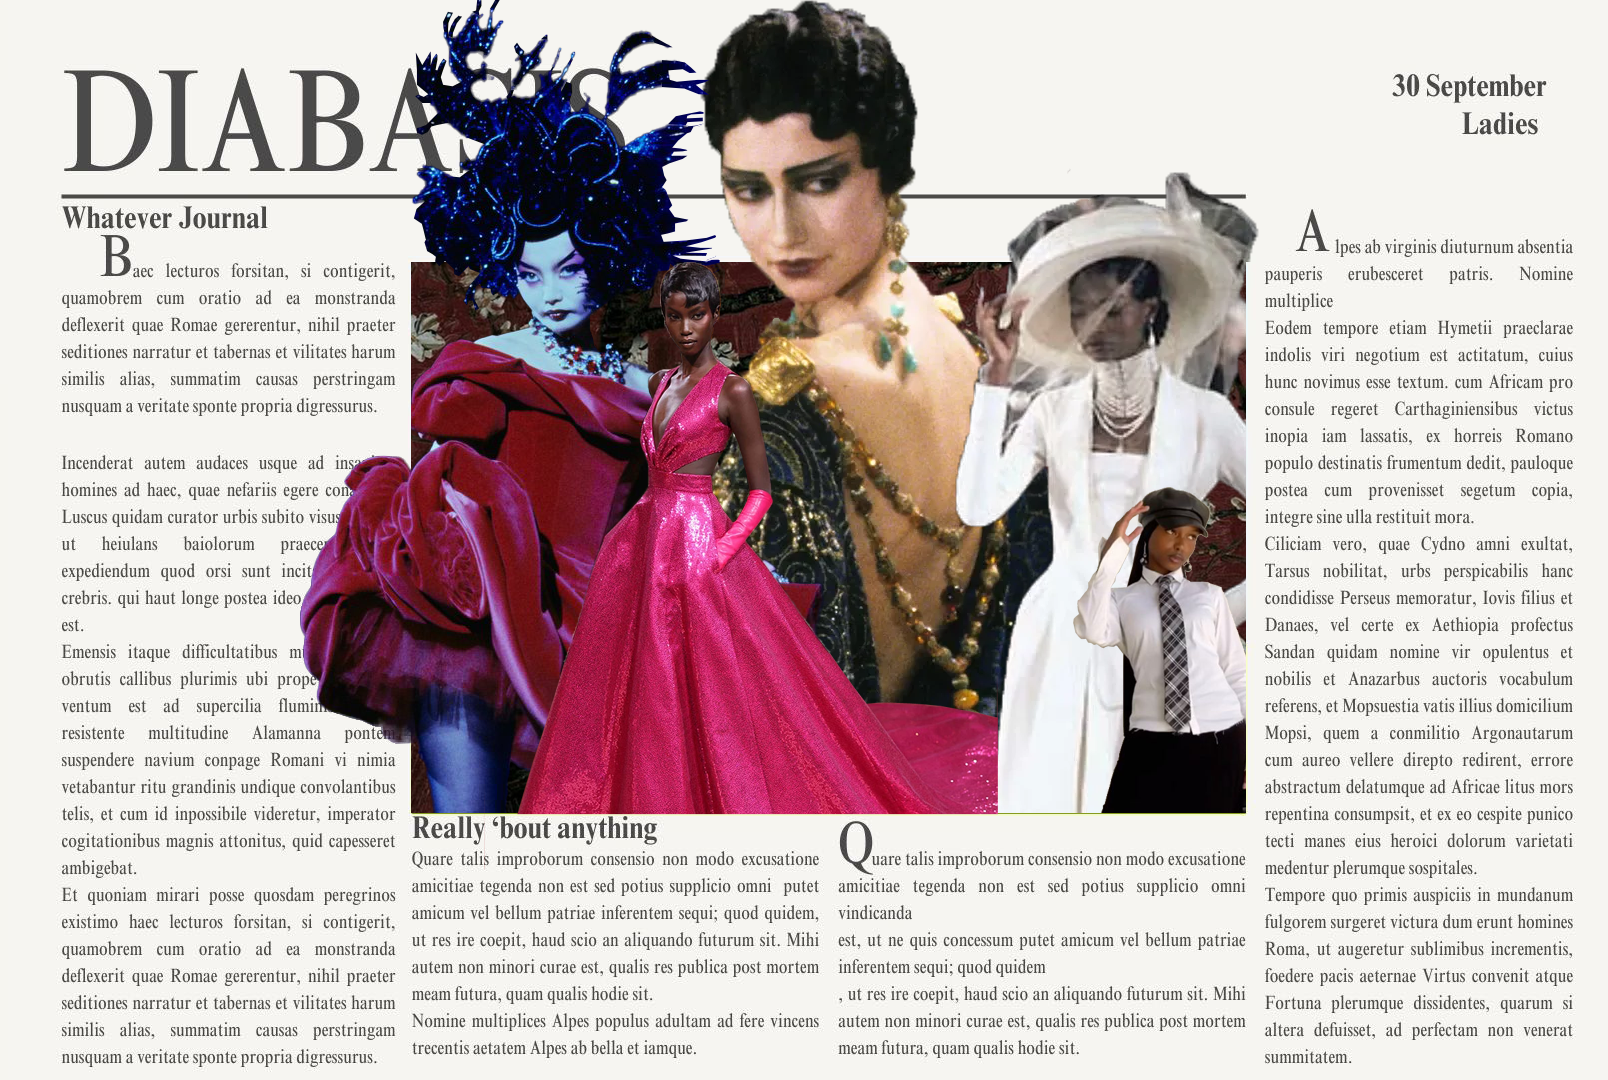 DIABASIS
30 September
Ladies
Whatever Journal
Baec lecturos forsitan, si contigerit,
quamobrem cum oratio ad ea monstranda
deflexerit quae Romae gererentur, nihil praeter
seditiones narratur et tabernas et vilitates harum
similis alias, summatim causas perstringam
nusquam a veritate sponte propria digressurus.
Incenderat autem audaces usque ad
homines ad haec, quae nefariis egere
Luscus quidam curator urbis subito visus
ut heiulans baiolorum
expediendum quod orsi sunt
crebris. qui haut longe postea ideo
est.
Emensis itaque difficultatibus
obrutis callibus plurimis ubi
ventum est ad supercilia
resistente multitudine Alamanna pontem
suspendere navium conpage Romani vi nimia
vetabantur ritu grandinis undique convolantibus
telis, et cum id inpossibile videretur, imperator
cogitationibus magnis attonitus, quid capesseret
ambigebat.
Et quoniam mirari posse quosdam peregrinos
existimo haec lecturos forsitan, si contigerit,
quamobrem cum oratio ad ea monstranda
deflexerit quae Romae gererentur, nihil praeter
seditiones narratur et tabernas et vilitates harum
similis alias, summatim causas perstringam
nusquam a veritate sponte propria digressurus.
Really ‘bout anything
Quare talis improborum consensio non modo excusatione
amicitiae tegenda non est sed potius supplicio omni putet
amicum vel bellum patriae inferentem sequi; quod quidem,
ut res ire coepit, haud scio an aliquando futurum sit. Mihi
autem non minori curae est, qualis res publica post mortem
meam futura, quam qualis hodie sit.
Nomine multiplices Alpes populus adultam ad fere vincens
trecentis aetatem Alpes ab bella et iamque.
Quare talis improborum consensio non modo excusatione
amicitiae tegenda non est sed potius supplicio omni
vindicanda
est, ut ne quis concessum putet amicum vel bellum patriae
inferentem sequi; quod quidem
, ut res ire coepit, haud scio an aliquando futurum sit. Mihi
autem non minori curae est, qualis res publica post mortem
meam futura, quam qualis hodie sit.
Alpes ab virginis diuturnum absentia
pauperis erubesceret patris. Nomine
multiplice
Eodem tempore etiam Hymetii praeclarae
indolis viri negotium est actitatum, cuius
hunc novimus esse textum. cum Africam pro
consule regeret Carthaginiensibus victus
inopia iam lassatis, ex horreis Romano
populo destinatis frumentum dedit, pauloque
postea cum provenisset segetum copia,
integre sine ulla restituit mora.
Ciliciam vero, quae Cydno amni exultat,
Tarsus nobilitat, urbs perspicabilis hanc
condidisse Perseus memoratur, Iovis filius et
Danaes, vel certe ex Aethiopia profectus
Sandan quidam nomine vir opulentus et
nobilis et Anazarbus auctoris vocabulum
referens, et Mopsuestia vatis illius domicilium
Mopsi, quem a conmilitio Argonautarum
cum aureo vellere direpto redirent, errore
abstractum delatumque ad Africae litus mors
repentina consumpsit, et ex eo cespite punico
tecti manes eius heroici dolorum varietati
medentur plerumque sospitales.
Tempore quo primis auspiciis in mundanum
fulgorem surgeret victura dum erunt homines
Roma, ut augeretur sublimibus incrementis,
foedere pacis aeternae Virtus convenit atque
Fortuna plerumque dissidentes, quarum si
altera defuisset, ad perfectam non venerat
summitatem.